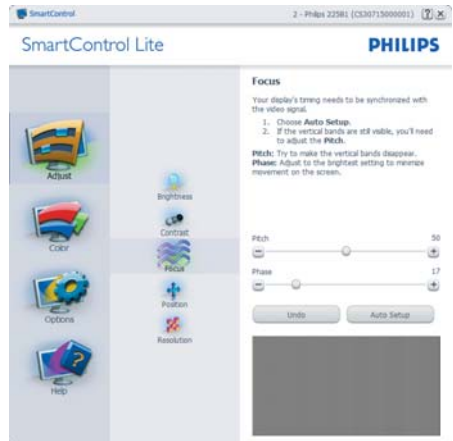 SmartControl
2 - Philips 225B1 (CS30715000001)
SmartControl Lite
PHILIPS
Adjust
Color
Options
Help
Brightness
Contrast
Focus
Position
Resolution
Focus
Your display's timing needs to be synchronized with
the video signal.
1. Choose Auto Setup.
2. If the vertical bands are still visible, you'll need
to adjust the Pitch.
Pitch: Try to make the vertical bands disappear.
Phase: Adjust to the brightest setting to minimize
movement on the screen.
Pitch 50
Phase 17
Undo
Auto Setup